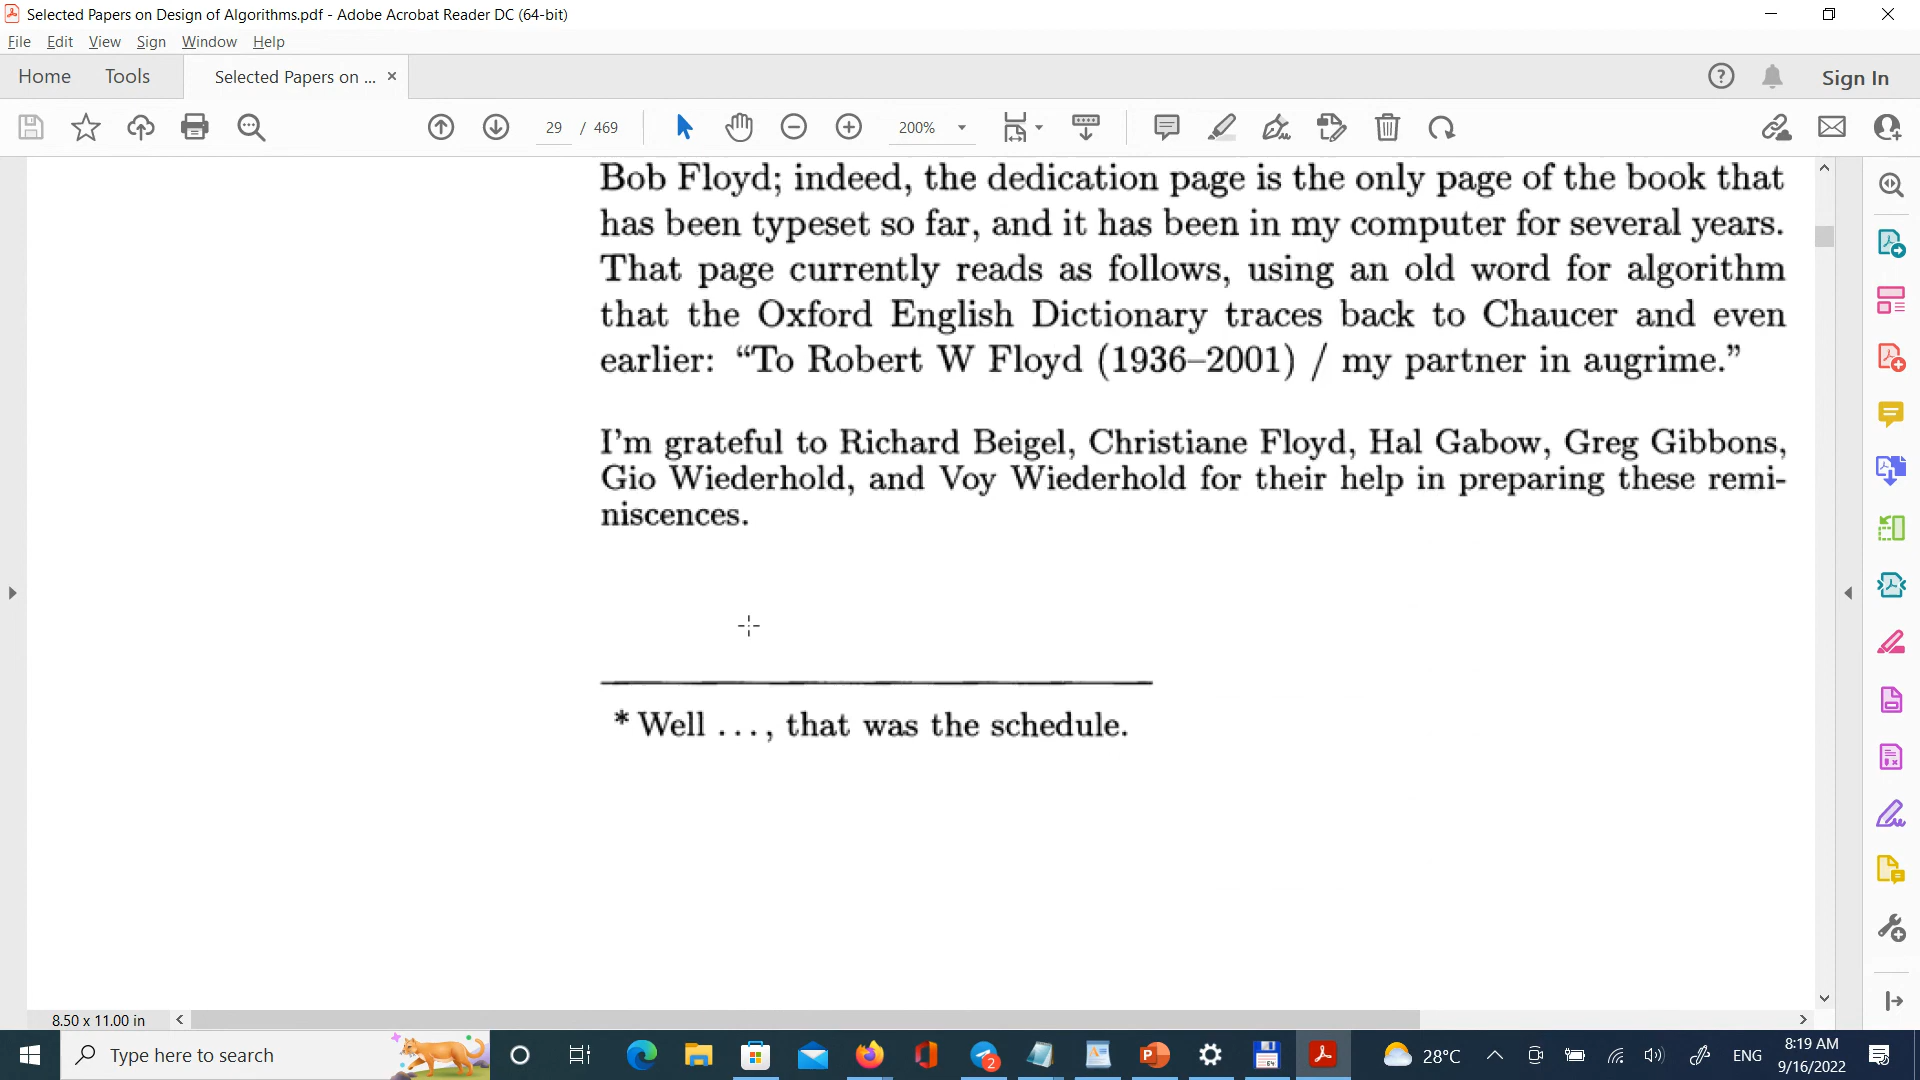 Selected Papers on Design of Algorithms.pdf - Adobe Acrobat Reader DC (64-bit)
File Edit View Sign Window Help
Home Tools Selected Papers on ... × Sign In
29 / 469 200%
Bob Floyd; indeed, the dedication page is the only page of the book that
has been typeset so far, and it has been in my computer for several years.
That page currently reads as follows, using an old word for algorithm
that the Oxford English Dictionary traces back to Chaucer and even
earlier: “To Robert W Floyd (1936–2001) / my partner in augrime.”
I’m grateful to Richard Beigel, Christiane Floyd, Hal Gabow, Greg Gibbons,
Gio Wiederhold, and Voy Wiederhold for their help in preparing these remi-
niscences.
* Well ..., that was the schedule.
8.50 x 11.00 in
Type here to search 2 28°C ENG 8:19 AM
9/16/2022